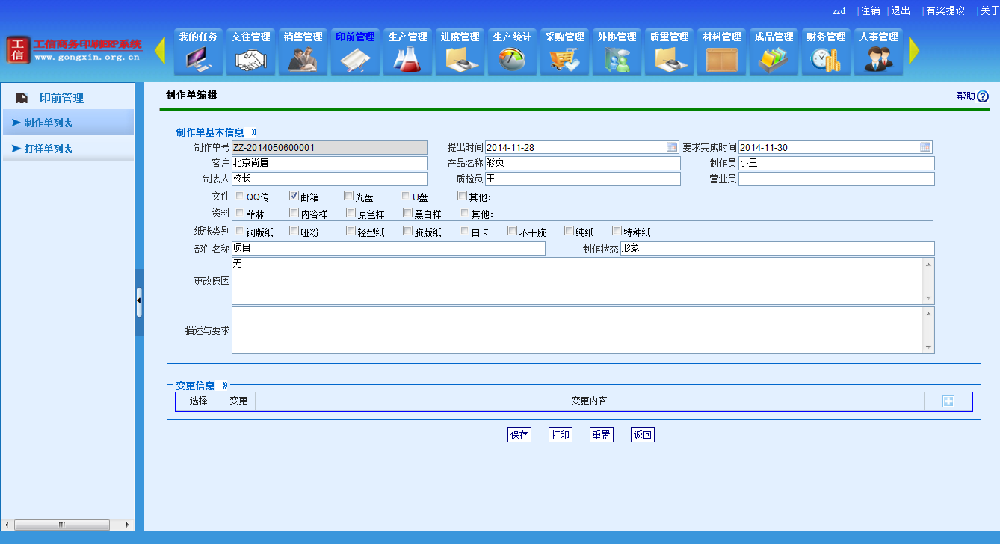 zzd | 注销 | 退出 | 有奖提议 | 关于
工信
工信商务印刷ERP系统
www.gongxin.org.cn
我的任务 交往管理 销售管理 印前管理 生产管理 进度管理 生产统计 采购管理 外协管理 质量管理 材料管理 成品管理 财务管理 人事管理
印前管理
制作单列表
打样单列表
制作单编辑
帮助
制作单基本信息 》
制作单号 ZZ-2014050600001 提出时间 2014-11-28 要求完成时间 2014-11-30
客户 北京尚唐 产品名称 彩页 制作员 小王
制表人 校长 质检员 王 营业员
文件 QQ传 邮箱 光盘 U盘 其他:
资料 菲林 内容样 原色样 黑白样 其他:
纸张类别 铜版纸 哑粉 轻型纸 胶版纸 白卡 不干胶 纯纸 特种纸
部件名称 项目 制作状态 形象
更改原因 无
描述与要求
变更信息 》
选择 变更 变更内容
保存 打印 重置 返回